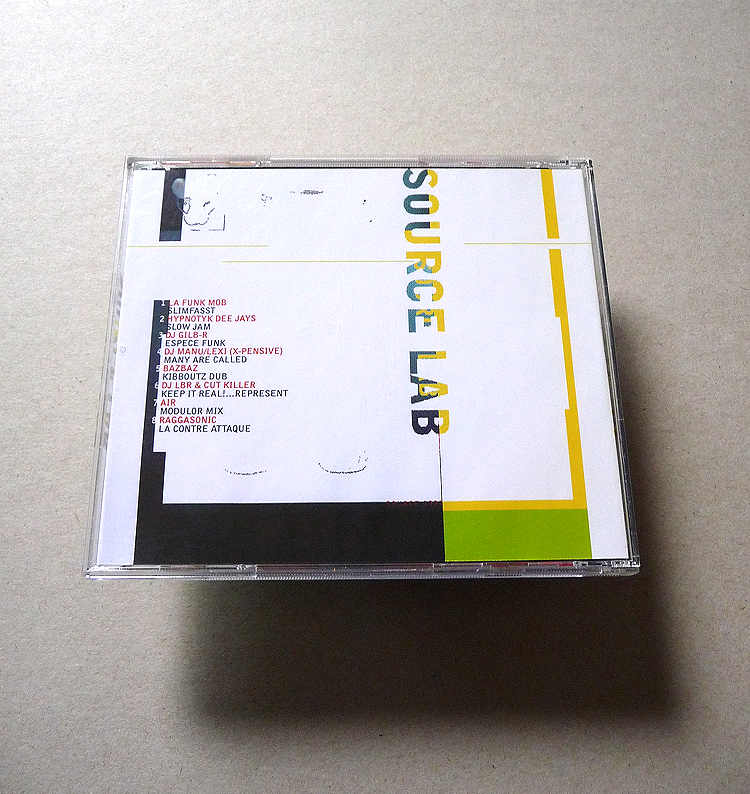 SOURCE LAB
1 LA FUNK MOB
SLIMFASST
2 HYPNOTYK DEE JAYS
SLOW JAM
3 DJ GILB-R
ESPECE FUNK
4 DJ MANU/LEXI (X-PENSIVE)
MANY ARE CALLED
5 BAZBAZ
KIBBOUTZ DUB
6 DJ LBR & CUT KILLER
KEEP IT REAL!...REPRESENT
7 AIR
MODULOR MIX
8 RAGGASONIC
LA CONTRE ATTAQUE